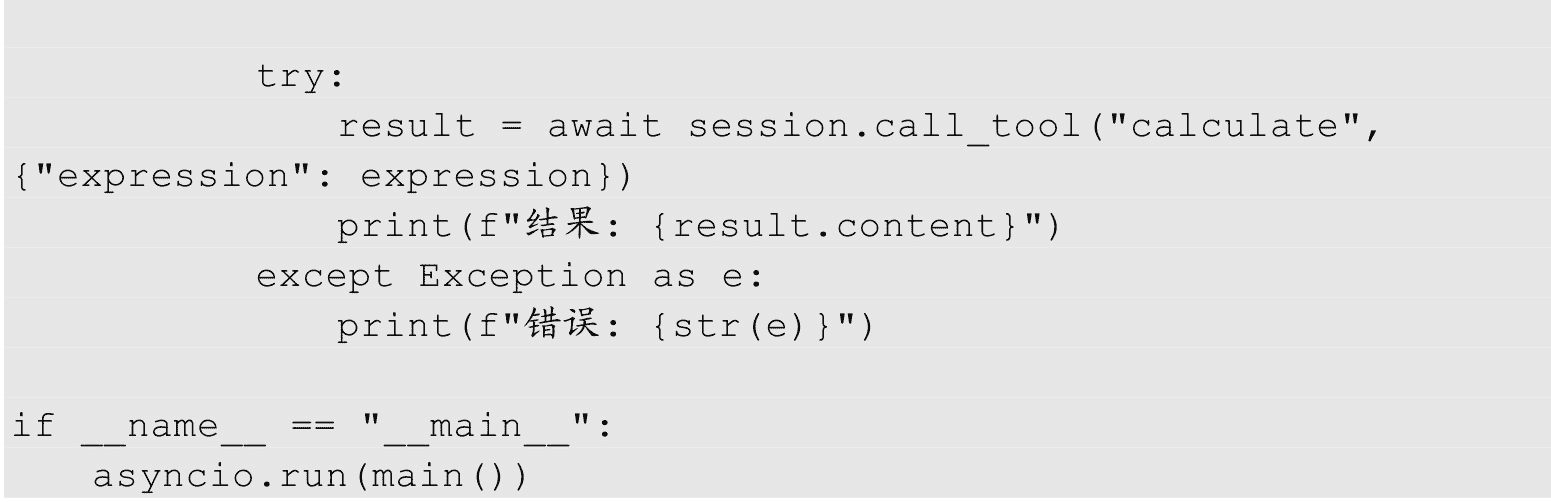 try:
                result = await session.call_tool("calculate",
{"expression": expression})
                print(f"结果: {result.content}")
            except Exception as e:
                print(f"错误: {str(e)}")
if __name__ == "__main__":
    asyncio.run(main())